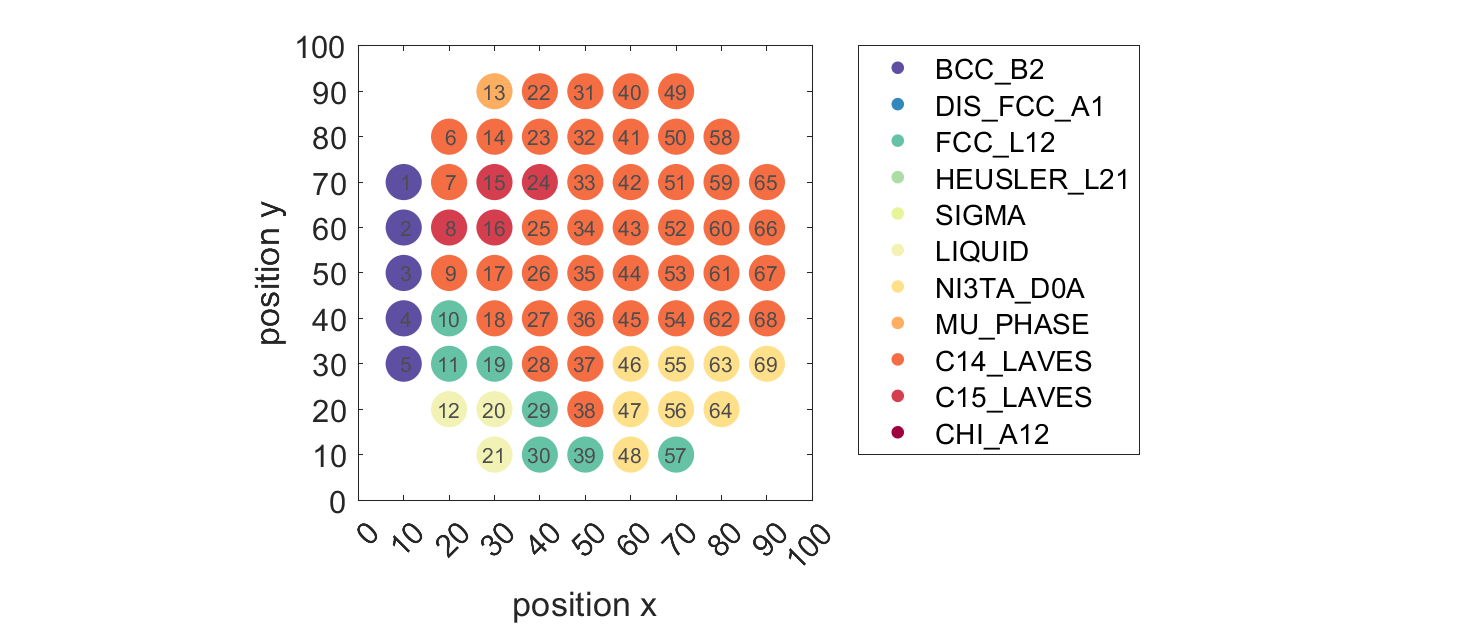 100
90
80
70
60
50
40
30
20
10
0
13 22 31 40 49
6 14 23 32 41 50 58
1 7 15 24 33 42 51 59 65
2 8 16 25 34 43 52 60 66
3 9 17 26 35 44 53 61 67
4 10 18 27 36 45 54 62 68
5 11 19 28 37 46 55 63 69
12 20 29 38 47 56 64
21 30 39 48 57
0 10 20 30 40 50 60 70 80 90 100
position x
position y
BCC_B2
DIS_FCC_A1
FCC_L12
HEUSLER_L21
SIGMA
LIQUID
NI3TA_D0A
MU_PHASE
C14_LAVES
C15_LAVES
CHI_A12